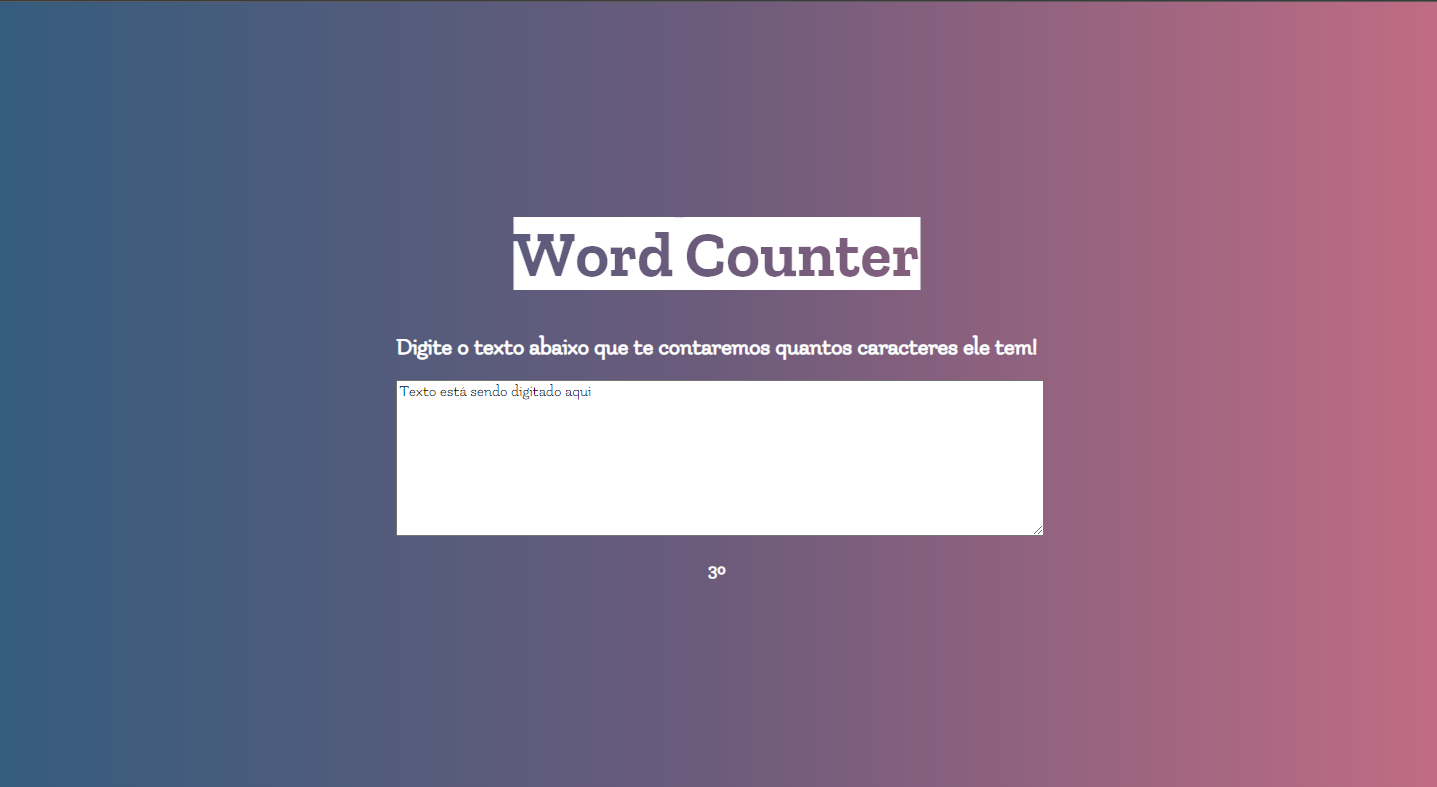 Word Counter
Digite o texto abaixo que te contaremos quantos caracteres ele tem!
Texto está sendo digitado aqui
30